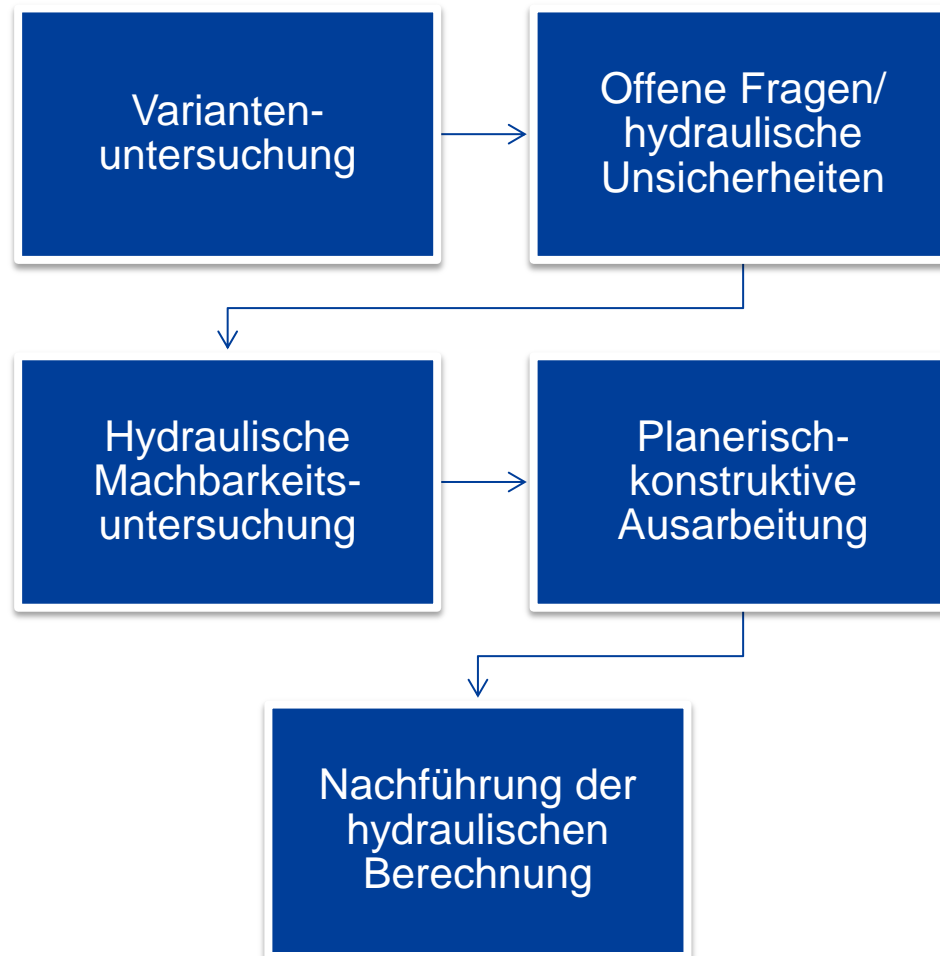 Varianten-
untersuchung
Offene Fragen/
hydraulische
Unsicherheiten
Hydraulische
Machbarkeits-
untersuchung
Planerisch-
konstruktive
Ausarbeitung
Nachführung der
hydraulischen
Berechnung